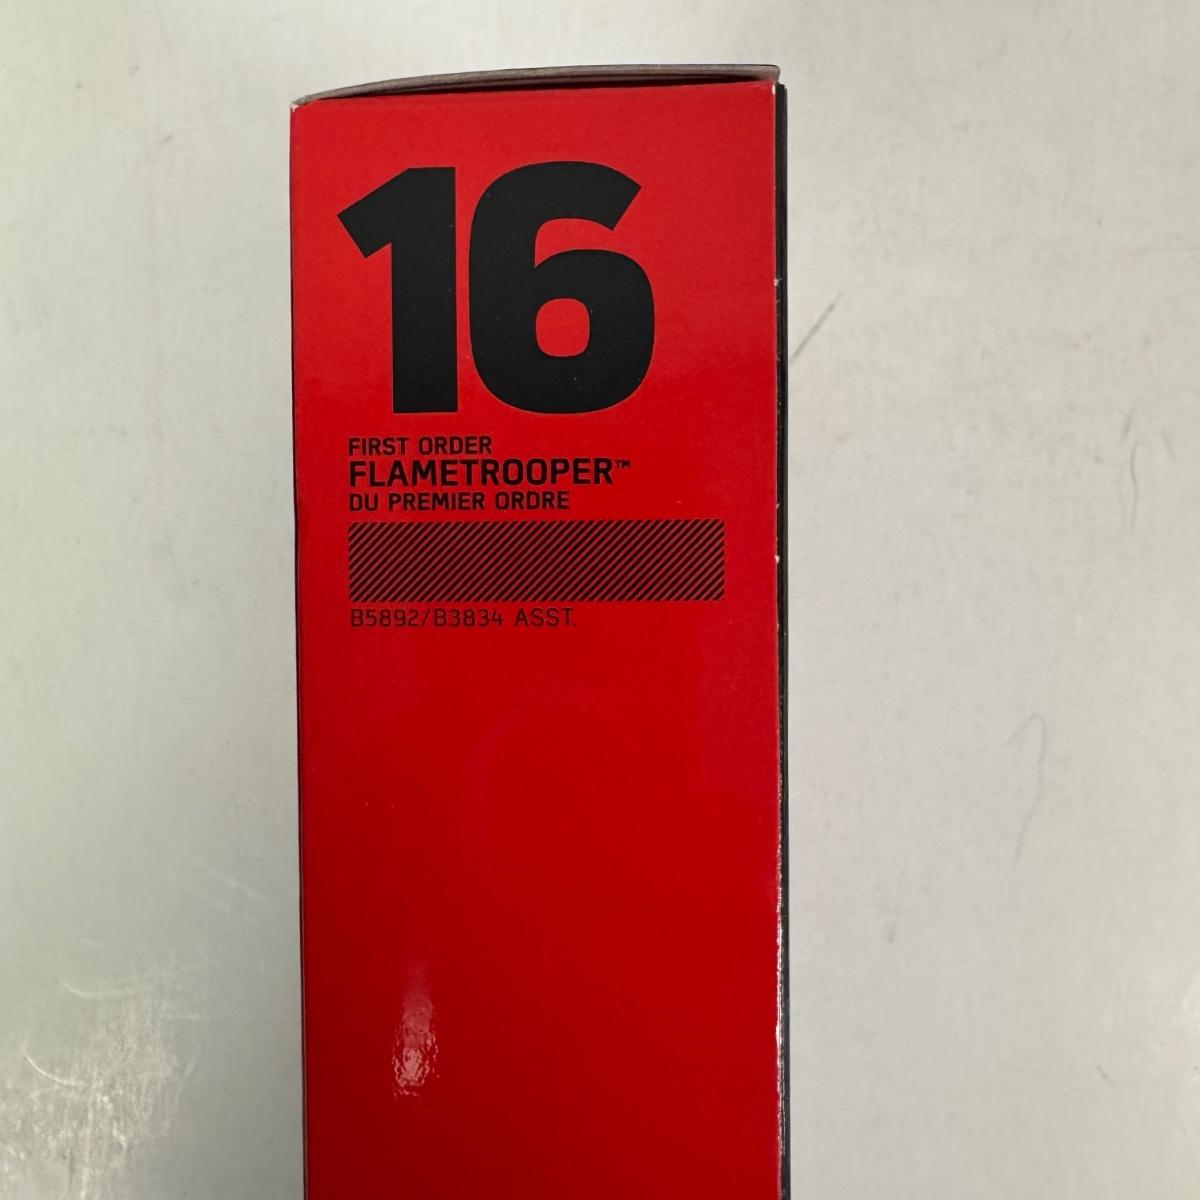 16
FIRST ORDER
FLAMETROOPER™
DU PREMIER ORDRE
B5892/B3834 ASST.